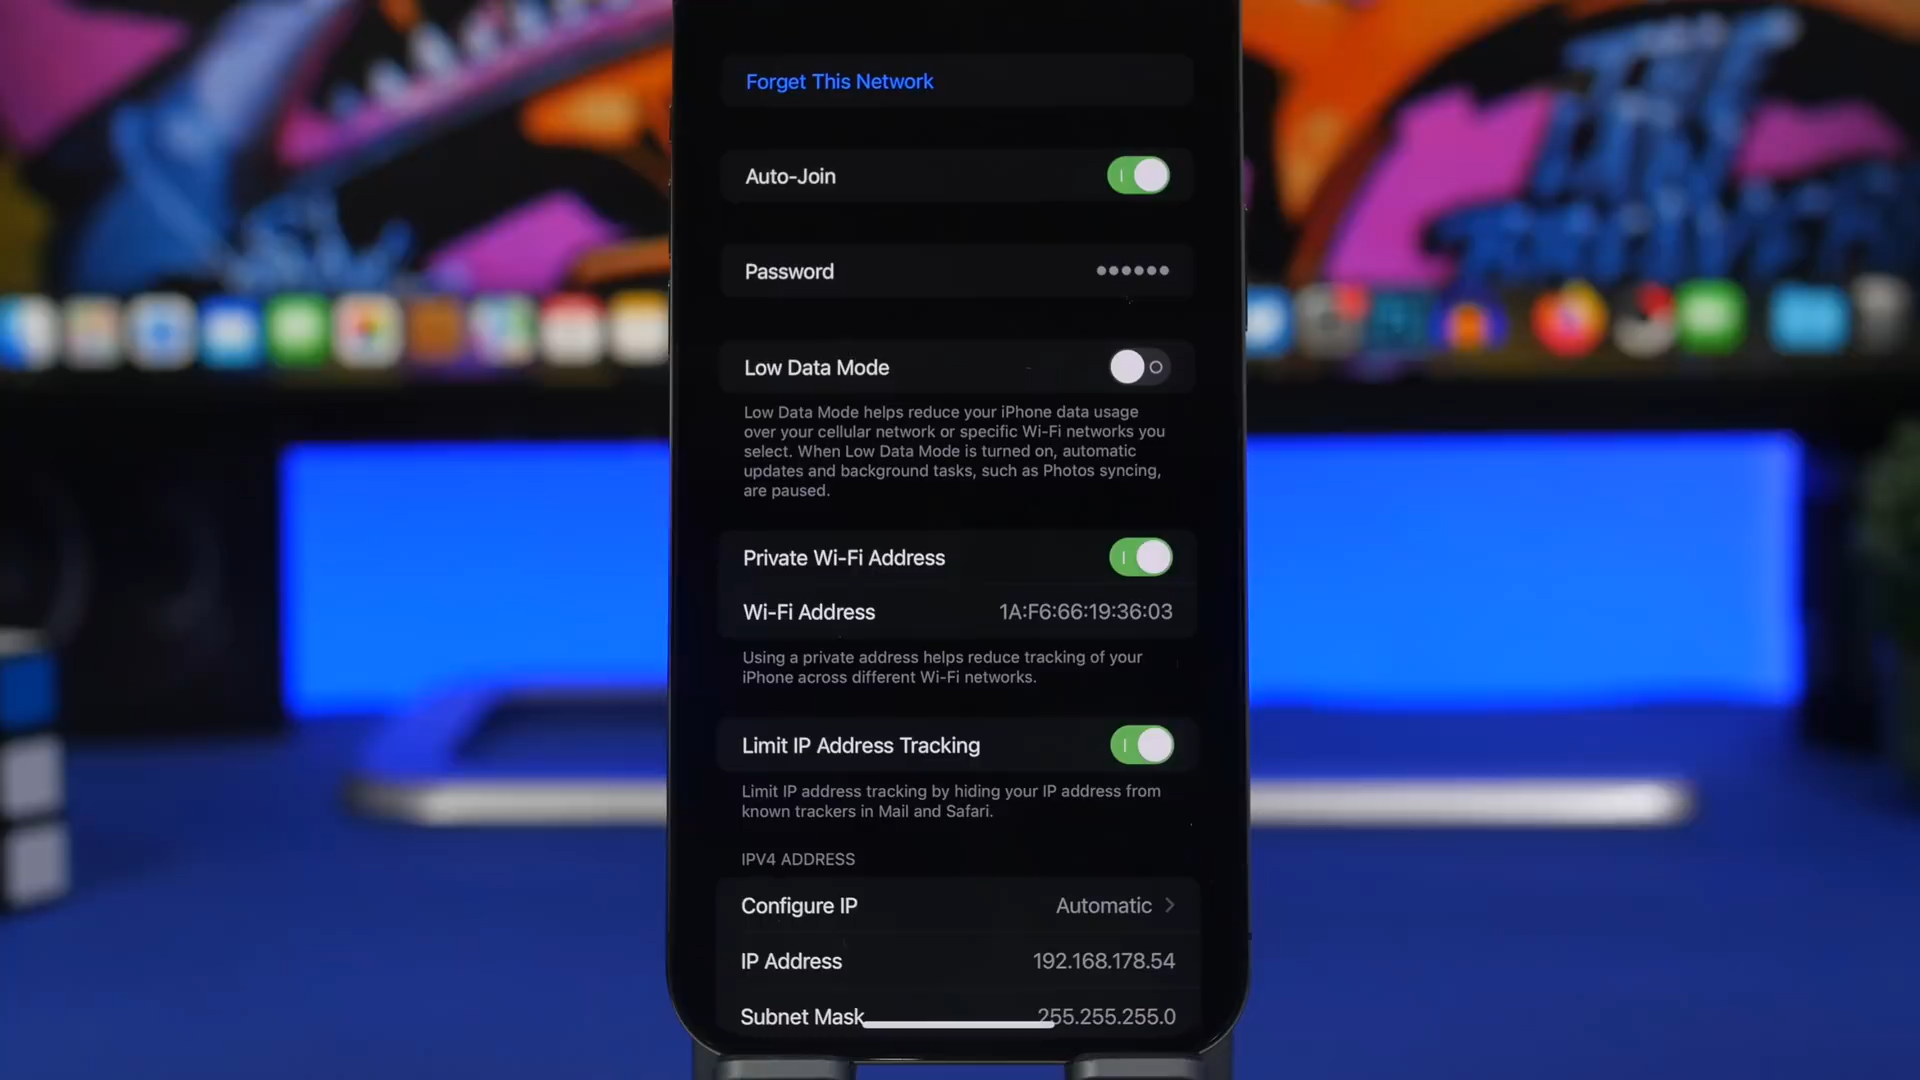 Forget This Network
Auto-Join
Password ••••••
Low Data Mode
Low Data Mode helps reduce your iPhone data usage
over your cellular network or specific Wi-Fi networks you
select. When Low Data Mode is turned on, automatic
updates and background tasks, such as Photos syncing,
are paused.
Private Wi-Fi Address
Wi-Fi Address 1A:F6:66:19:36:03
Using a private address helps reduce tracking of your
iPhone across different Wi-Fi networks.
Limit IP Address Tracking
Limit IP address tracking by hiding your IP address from
known trackers in Mail and Safari.
IPV4 ADDRESS
Configure IP Automatic
IP Address 192.168.178.54
Subnet Mask 255.255.255.0